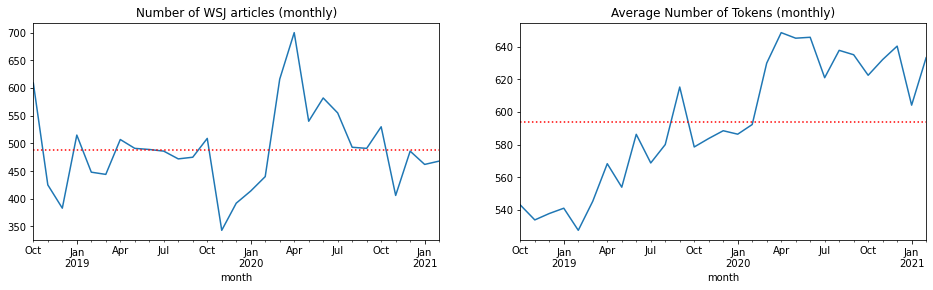 Number of WSJ articles (monthly)
700
650
600
550
500
450
400
350
Oct Jan Apr Jul Oct Jan Apr Jul Oct Jan
2019 2020 2021
month
Average Number of Tokens (monthly)
640
620
600
580
560
540
Oct Jan Apr Jul Oct Jan Apr Jul Oct Jan
2019 2020 2021
month